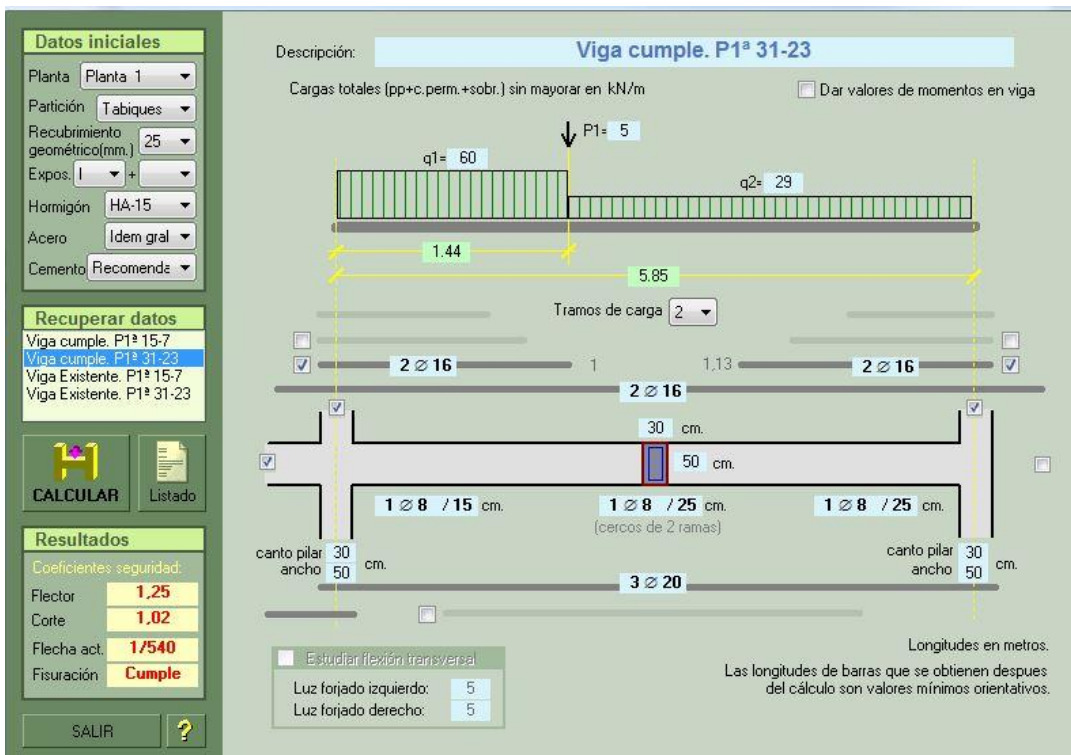 Datos iniciales
Planta Planta 1
Partición Tabiques
Recubrimiento
geométrico(mm.) 25
Expos. I +
Hormigón HA-15
Acero Idem gral
Cemento Recomenda
Recuperar datos
Viga cumple. P1ª 15-7
Viga cumple. P1ª 31-23
Viga Existente. P1ª 15-7
Viga Existente. P1ª 31-23
CALCULAR
Listado
Resultados
Coeficientes seguridad:
Flector 1,25
Corte 1,02
Flecha act. 1/540
Fisuración Cumple
SALIR ?
Descripción: Viga cumple. P1ª 31-23
Cargas totales (pp+c.perm.+sobr.) sin mayorar en kN/m
Dar valores de momentos en viga
P1= 5
q1= 60
q2= 29
1.44
5.85
Tramos de carga 2
2 ∅ 16 1 1,13 2 ∅ 16
2 ∅ 16
30 cm.
50 cm.
1 ∅ 8 / 15 cm. 1 ∅ 8 / 25 cm. 1 ∅ 8 / 25 cm.
(cercos de 2 ramas)
canto pilar 30
ancho 50 cm.
canto pilar 30
ancho 50 cm.
3 ∅ 20
Estudiar flexión transversal
Luz forjado izquierdo: 5
Luz forjado derecho: 5
Longitudes en metros.
Las longitudes de barras que se obtienen despues
del cálculo son valores mínimos orientativos.